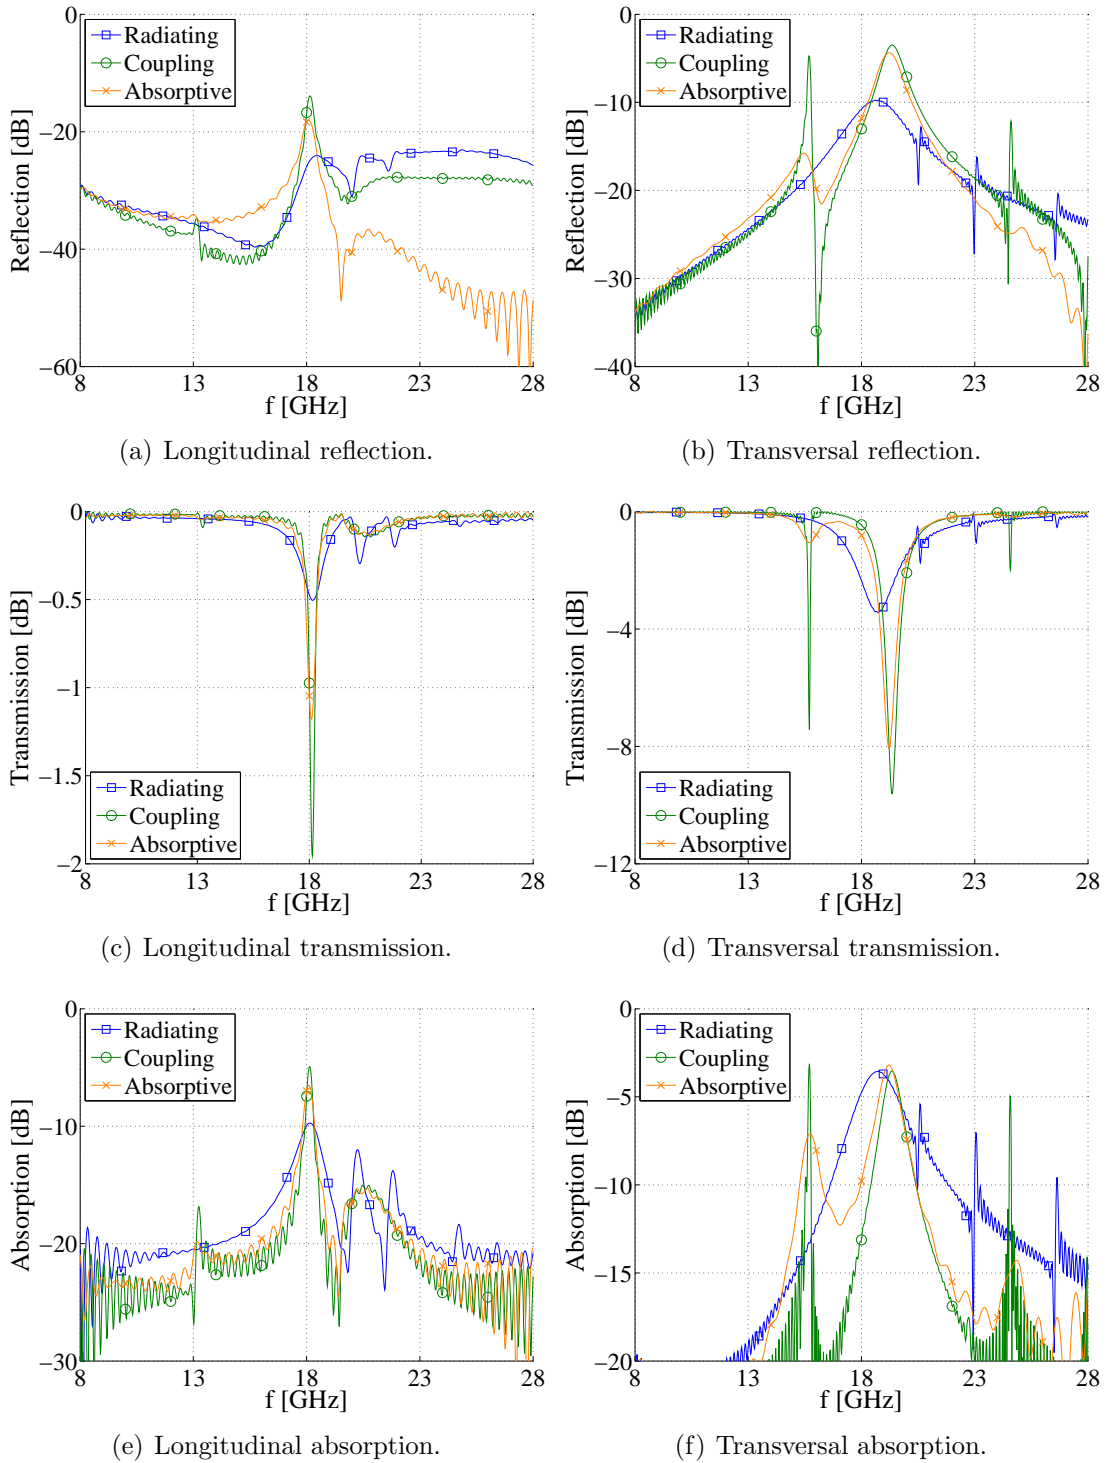 0
−20
−40
−60
Reflection [dB]
8 13 18 23 28
f [GHz]
Radiating
Coupling
Absorptive
(a) Longitudinal reflection.
0
−10
−20
−30
−40
Reflection [dB]
8 13 18 23 28
f [GHz]
Radiating
Coupling
Absorptive
(b) Transversal reflection.
0
−0.5
−1
−1.5
−2
Transmission [dB]
8 13 18 23 28
f [GHz]
Radiating
Coupling
Absorptive
(c) Longitudinal transmission.
0
−4
−8
−12
Transmission [dB]
8 13 18 23 28
f [GHz]
Radiating
Coupling
Absorptive
(d) Transversal transmission.
0
−10
−20
−30
Absorption [dB]
8 13 18 23 28
f [GHz]
Radiating
Coupling
Absorptive
(e) Longitudinal absorption.
0
−5
−10
−15
−20
Absorption [dB]
8 13 18 23 28
f [GHz]
Radiating
Coupling
Absorptive
(f) Transversal absorption.